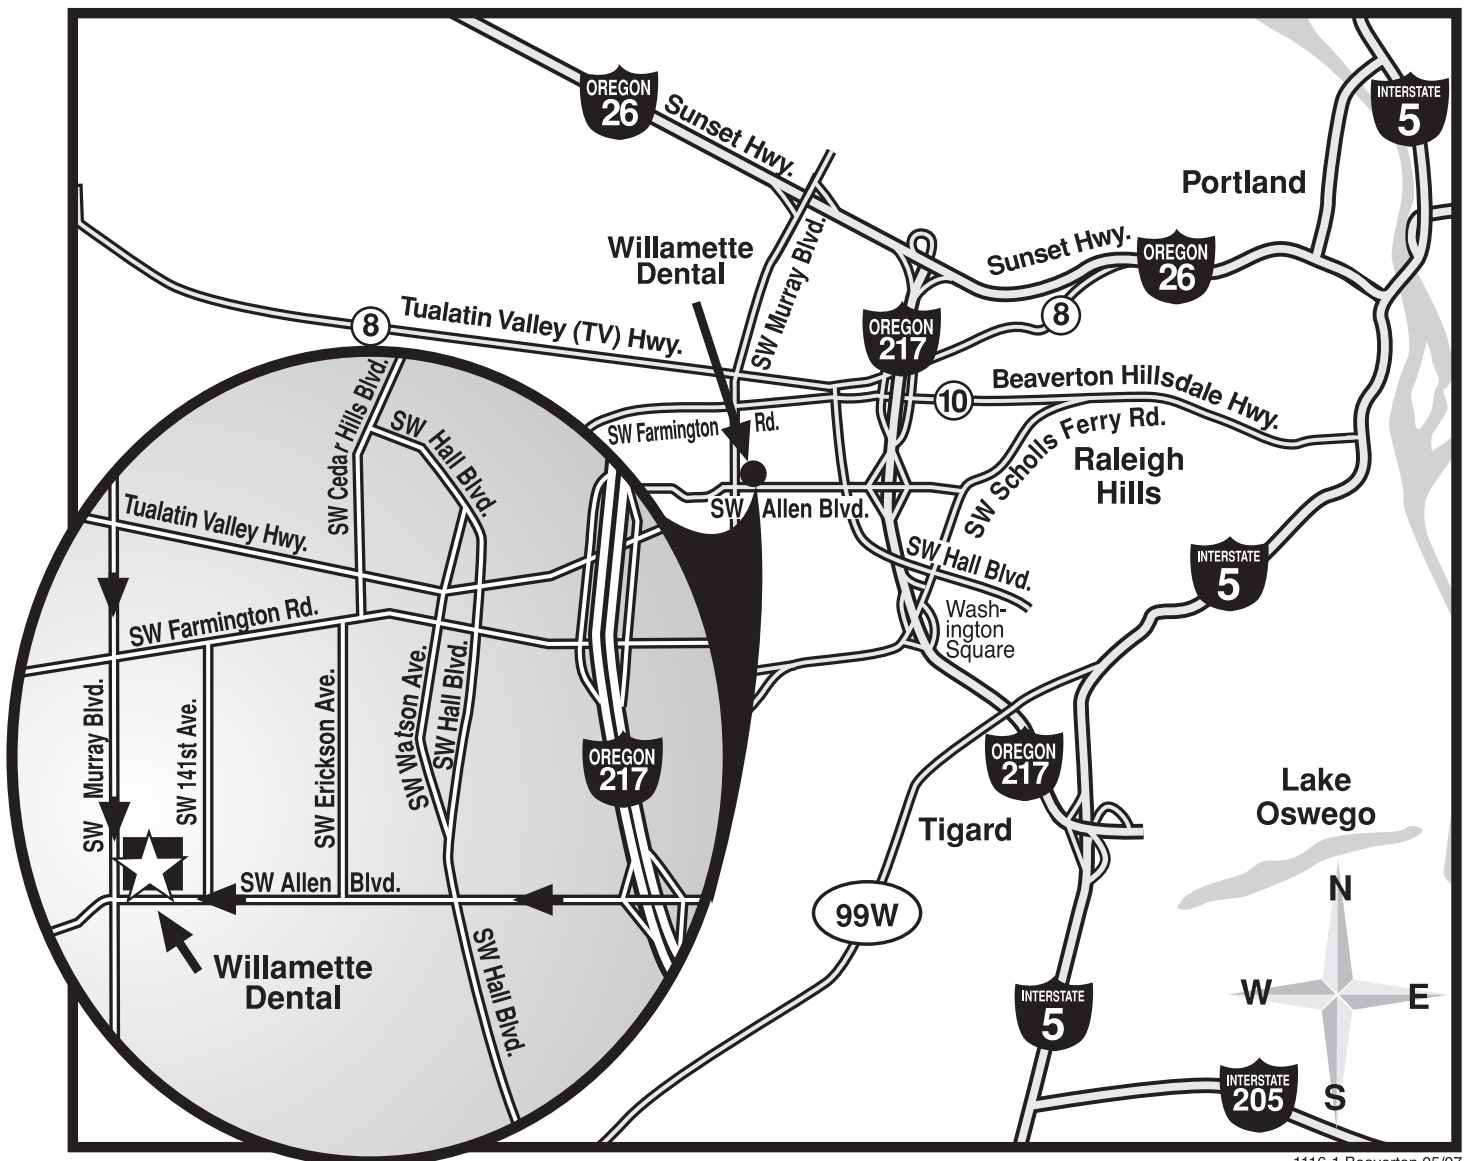 OREGON
26
Sunset Hwy.
INTERSTATE
5
Portland
Willamette
Dental
SW Murray Blvd.
Sunset Hwy.
OREGON
26
8
Tualatin Valley (TV) Hwy.
OREGON
217
8
10
Beaverton Hillsdale Hwy.
SW Farmington Rd.
SW Scholls Ferry Rd.
Raleigh
Hills
SW Allen Blvd.
SW Hall Blvd.
INTERSTATE
5
Wash-
ington
Square
OREGON
217
Tigard
Lake
Oswego
99W
INTERSTATE
5
INTERSTATE
205
N
W
E
S
SW Cedar Hills Blvd.
SW Hall Blvd.
Tualatin Valley Hwy.
SW Farmington Rd.
SW Murray Blvd.
SW 141st Ave.
SW Erickson Ave.
SW Watson Ave.
SW Hall Blvd.
OREGON
217
SW Allen Blvd.
Willamette
Dental
SW Hall Blvd.
1116-1 Beaverton 05/07